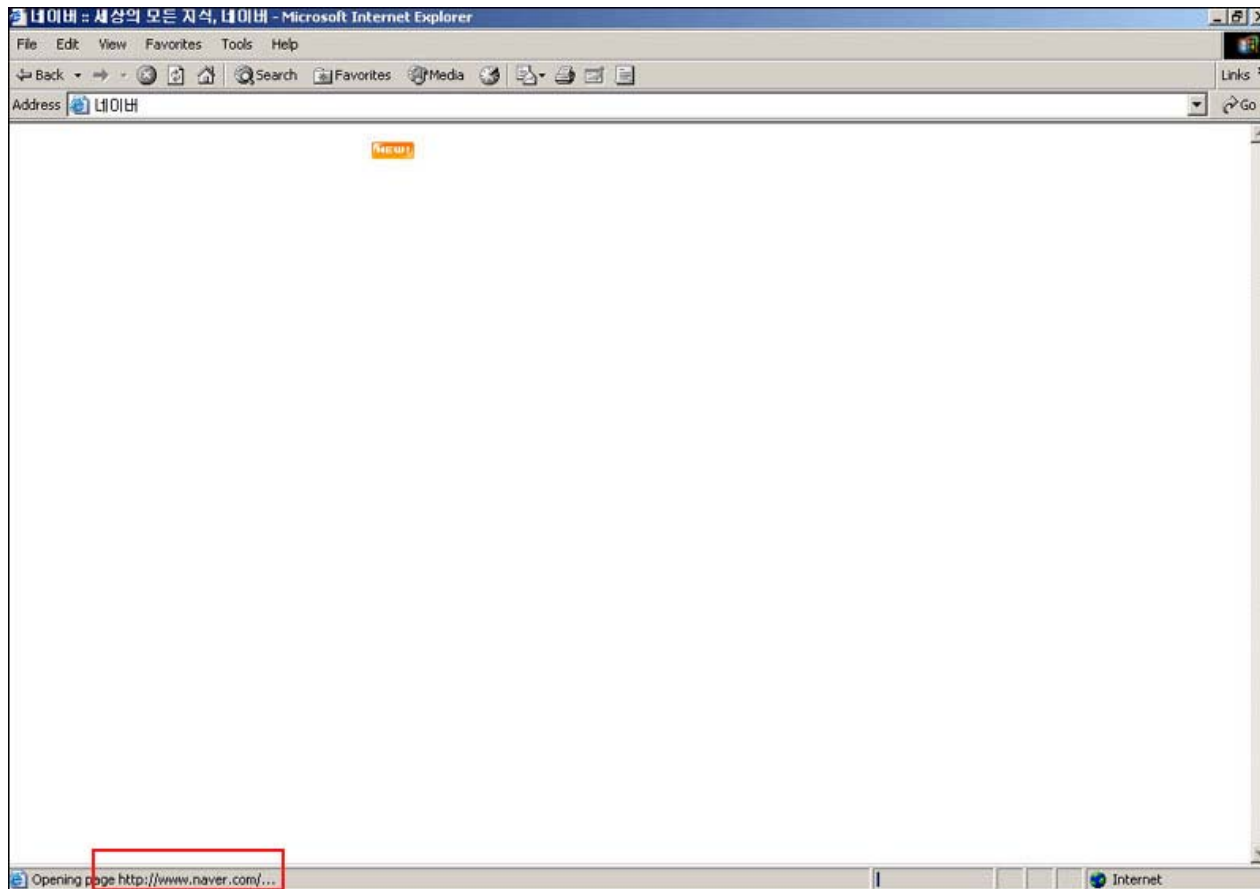 네이버 :: 세상의 모든 지식, 네이버 - Microsoft Internet Explorer
File Edit View Favorites Tools Help
Back Search Favorites Media Links
Address 네이버 Go
New!
Opening page http://www.naver.com/... Internet